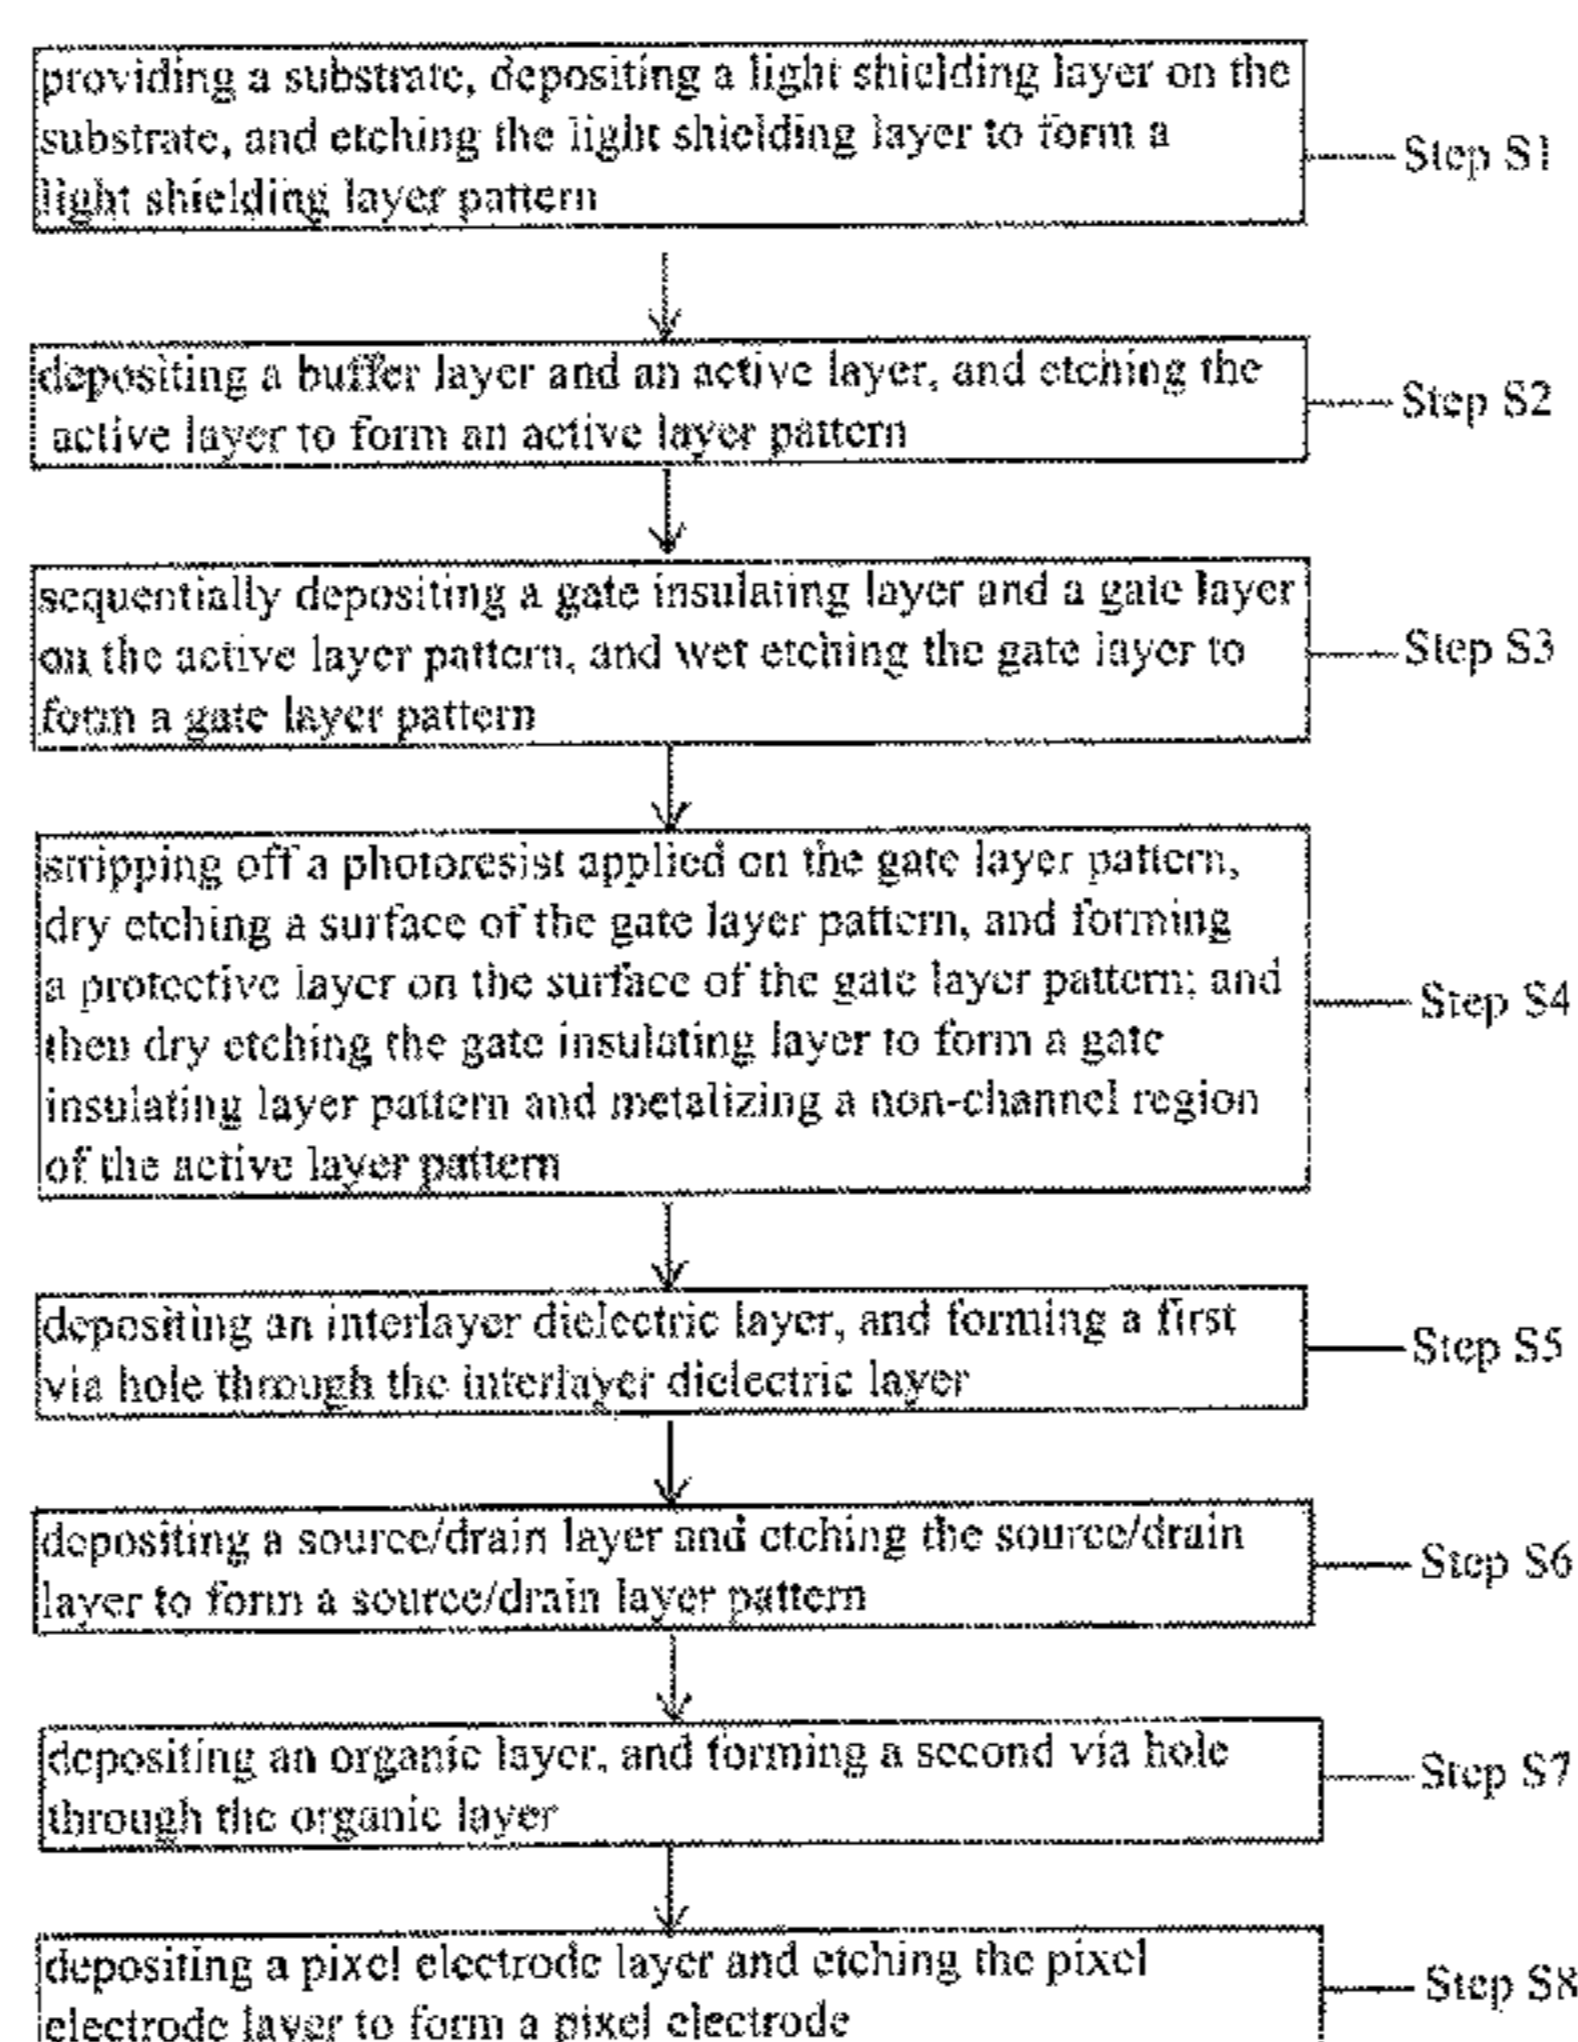 providing a substrate, depositing a light shielding layer on the
substrate, and etching the light shielding layer to form a
light shielding layer pattern
Step S1
depositing a buffer layer and an active layer, and etching the
active layer to form an active layer pattern
Step S2
sequentially depositing a gate insulating layer and a gate layer
on the active layer pattern, and wet etching the gate layer to
form a gate layer pattern
Step S3
stripping off a photoresist applied on the gate layer pattern,
dry etching a surface of the gate layer pattern, and forming
a protective layer on the surface of the gate layer pattern; and
then dry etching the gate insulating layer to form a gate
insulating layer pattern and metalizing a non-channel region
of the active layer pattern
Step S4
depositing an interlayer dielectric layer, and forming a first
via hole through the interlayer dielectric layer
Step S5
depositing a source/drain layer and etching the source/drain
layer to form a source/drain layer pattern
Step S6
depositing an organic layer, and forming a second via hole
through the organic layer
Step S7
depositing a pixel electrode layer and etching the pixel
electrode layer to form a pixel electrode
Step S8